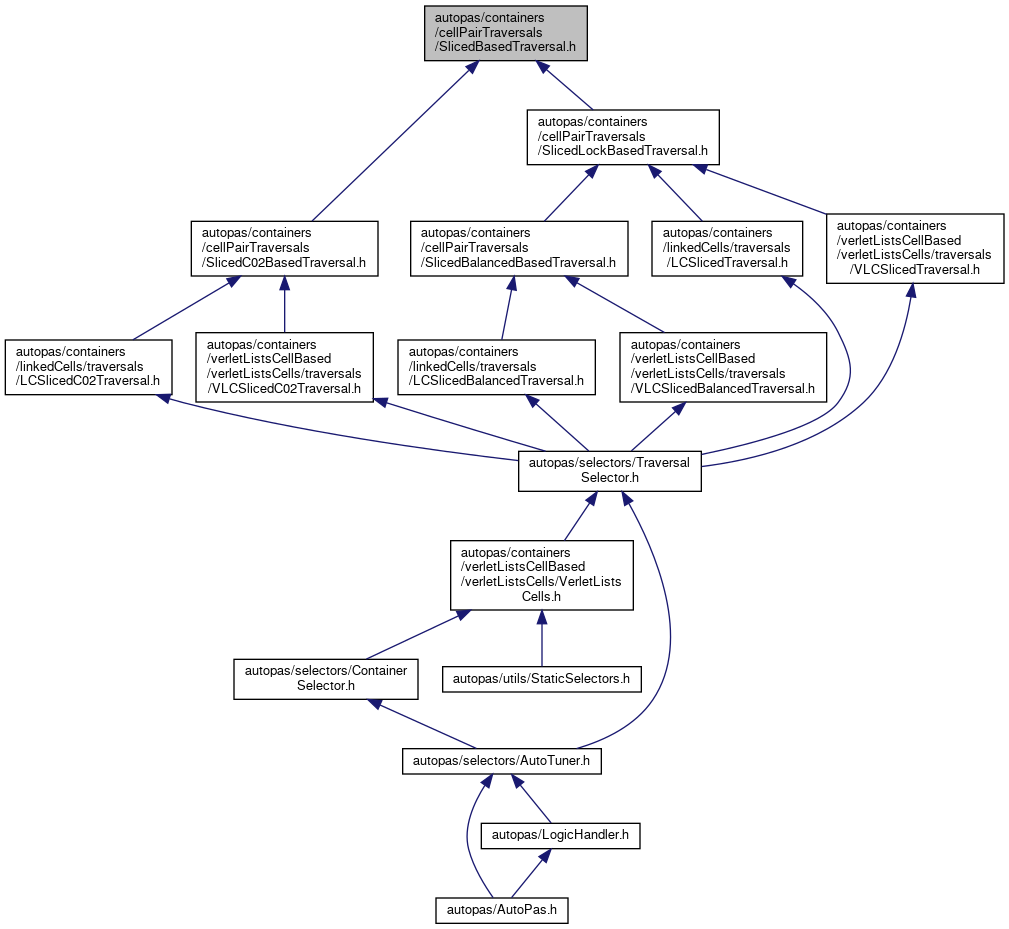 autopas/containers
/cellPairTraversals
/SlicedBasedTraversal.h
autopas/containers
/cellPairTraversals
/SlicedLockBasedTraversal.h
autopas/containers
/cellPairTraversals
/SlicedC02BasedTraversal.h
autopas/containers
/cellPairTraversals
/SlicedBalancedBasedTraversal.h
autopas/containers
/linkedCells/traversals
/LCSlicedTraversal.h
autopas/containers
/verletListsCellBased
/verletListsCells/traversals
/VLCSlicedTraversal.h
autopas/containers
/linkedCells/traversals
/LCSlicedC02Traversal.h
autopas/containers
/verletListsCellBased
/verletListsCells/traversals
/VLCSlicedC02Traversal.h
autopas/containers
/linkedCells/traversals
/LCSlicedBalancedTraversal.h
autopas/containers
/verletListsCellBased
/verletListsCells/traversals
/VLCSlicedBalancedTraversal.h
autopas/selectors/Traversal
Selector.h
autopas/containers
/verletListsCellBased
/verletListsCells/VerletLists
Cells.h
autopas/selectors/Container
Selector.h
autopas/utils/StaticSelectors.h
autopas/selectors/AutoTuner.h
autopas/LogicHandler.h
autopas/AutoPas.h